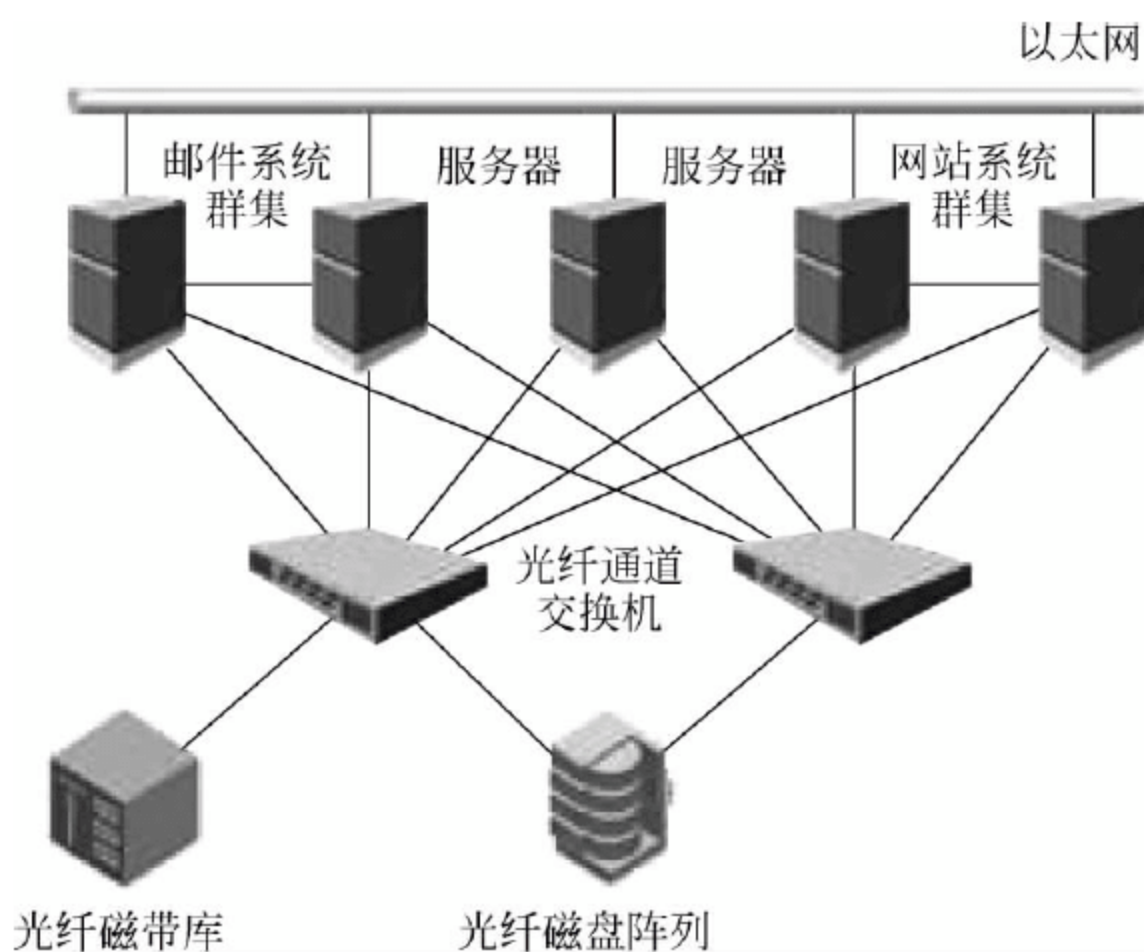 以太网
邮件系统
群集
服务器
服务器
网站系统
群集
光纤通道
交换机
光纤磁带库
光纤磁盘阵列